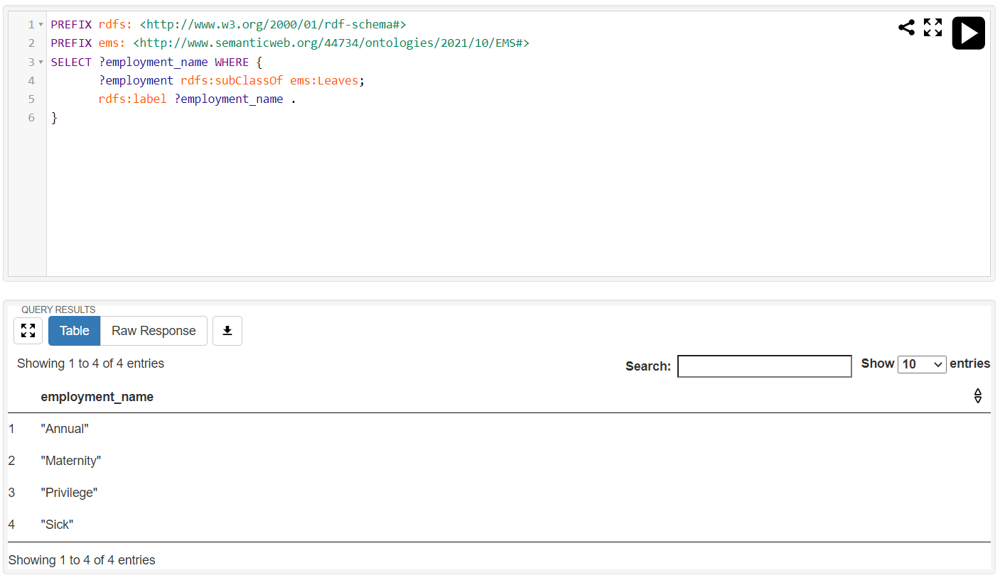 1 PREFIX rdfs: <http://www.w3.org/2000/01/rdf-schema#>
2 PREFIX ems: <http://www.semanticweb.org/44734/ontologies/2021/10/EMS#>
3 SELECT ?employment_name WHERE {
4 ?employment rdfs:subClassOf ems:Leaves;
5 rdfs:label ?employment_name .
6 }
QUERY RESULTS
Table Raw Response
Showing 1 to 4 of 4 entries Search: Show 10 entries
employment_name
1 "Annual"
2 "Maternity"
3 "Privilege"
4 "Sick"
Showing 1 to 4 of 4 entries